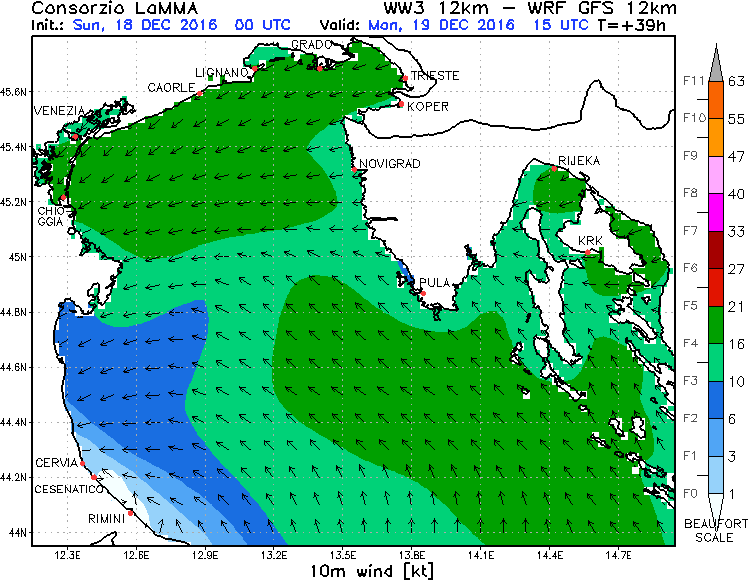 Consorzio LaMMA WW3 12km – WRF GFS 12km
Init.: Sun, 18 DEC 2016 00 UTC Valid: Mon, 19 DEC 2016 15 UTC T=+39h
GRADO
LIGNANO
TRIESTE
CAORLE
KOPER
VENEZIA
NOVIGRAD
RIJEKA
CHIO–
GGIA
KRK
PULA
CERVIA
CESENATICO
RIMINI
45.6N
45.4N
45.2N
45N
44.8N
44.6N
44.4N
44.2N
44N
12.3E 12.6E 12.9E 13.2E 13.5E 13.8E 14.1E 14.4E 14.7E
10m wind [kt]
F11 63
F10 55
F9 47
F8 40
F7 33
F6 27
F5 21
F4 16
F3 10
F2 6
F1 3
F0 1
BEAUFORT
SCALE